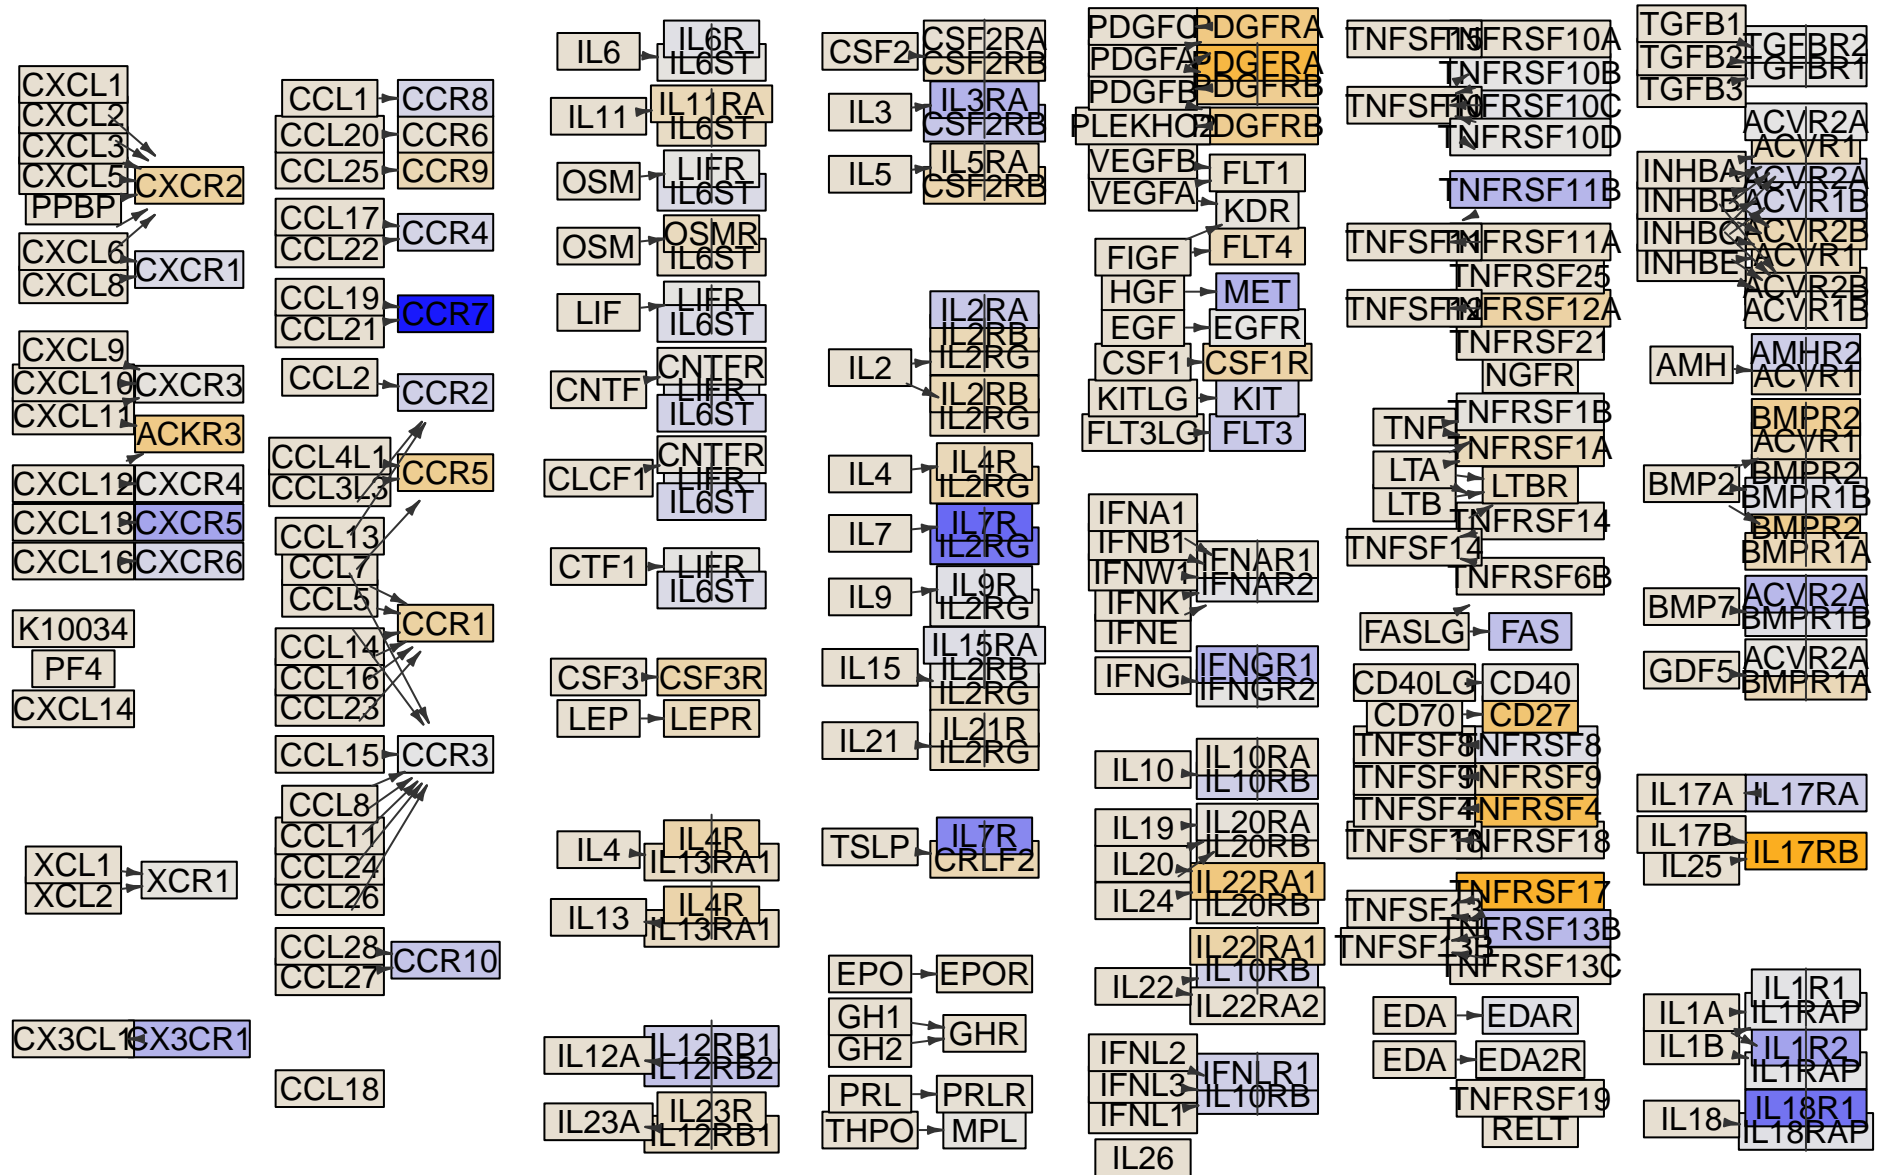 CXCL1
CXCL2
CXCL3
CXCL5
PPBP
CXCR2
CXCL6
CXCL8
CXCR1
CXCL9
CXCL10
CXCL11
CXCR3
ACKR3
CXCL12
CXCR4
CXCL13
CXCR5
CXCL16
CXCR6
K10034
PF4
CXCL14
XCL1
XCL2
XCR1
CX3CL1
CX3CR1
CCL1
CCR8
CCL20
CCR6
CCL25
CCR9
CCL17
CCL22
CCR4
CCL19
CCL21
CCR7
CCL2
CCR2
CCL4L1
CCL3L3
CCR5
CCL13
CCL7
CCL5
CCR1
CCL14
CCL16
CCL23
CCL15
CCR3
CCL8
CCL11
CCL24
CCL26
CCL28
CCL27
CCR10
CCL18
IL6
IL6R
IL6ST
IL11
IL11RA
IL6ST
OSM
LIFR
IL6ST
OSM
OSMR
IL6ST
LIF
LIFR
IL6ST
CNTF
CNTFR
LIFR
IL6ST
CLCF1
CNTFR
LIFR
IL6ST
CTF1
LIFR
IL6ST
CSF3
CSF3R
LEP
LEPR
IL4
IL4R
IL13RA1
IL13
IL4R
IL13RA1
IL12A
IL12RB1
IL12RB2
IL23A
IL23R
IL12RB1
CSF2
CSF2RA
CSF2RB
IL3
IL3RA
CSF2RB
IL5
IL5RA
CSF2RB
IL2
IL2RA
IL2RB
IL2RG
IL2RB
IL2RG
IL4
IL4R
IL2RG
IL7
IL7R
IL2RG
IL9
IL9R
IL2RG
IL15
IL15RA
IL2RB
IL2RG
IL21
IL21R
IL2RG
TSLP
IL7R
CRLF2
EPO
EPOR
GH1
GH2
GHR
PRL
PRLR
THPO
MPL
PDGFC
PDGFRA
PDGFA
PDGFRA
PDGFB
PDGFRB
PLEKHO2
PDGFRB
VEGFB
VEGFA
FLT1
KDR
FIGF
FLT4
HGF
MET
EGF
EGFR
CSF1
CSF1R
KITLG
KIT
FLT3LG
FLT3
IFNA1
IFNB1
IFNW1
IFNK
IFNE
IFNAR1
IFNAR2
IFNG
IFNGR1
IFNGR2
IL10
IL10RA
IL10RB
IL19
IL20
IL24
IL20RA
IL20RB
IL22RA1
IL20RB
IL22
IL22RA1
IL10RB
IL22RA2
IFNL2
IFNL3
IFNL1
IFNLR1
IL10RB
IL26
TNFSF15
TNFRSF10A
TNFRSF10B
TNFSF10
TNFRSF10C
TNFRSF10D
TNFRSF11B
TNFSF11
TNFRSF11A
TNFRSF25
TNFSF12
TNFRSF12A
TNFRSF21
NGFR
TNF
TNFRSF1B
TNFRSF1A
LTA
LTB
LTBR
TNFRSF14
TNFSF14
TNFRSF6B
FASLG
FAS
CD40LG
CD40
CD70
CD27
TNFSF8
TNFRSF8
TNFSF9
TNFRSF9
TNFSF4
TNFRSF4
TNFSF18
TNFRSF18
TNFRSF17
TNFSF13
TNFRSF13B
TNFSF13B
TNFRSF13C
EDA
EDAR
EDA
EDA2R
TNFRSF19
RELT
TGFB1
TGFB2
TGFB3
TGFBR2
TGFBR1
INHBA
INHBB
INHBC
INHBE
ACVR2A
ACVR1
ACVR2A
ACVR1B
ACVR2B
ACVR1
ACVR2B
ACVR1B
AMH
AMHR2
ACVR1
BMP2
BMPR2
ACVR1
BMPR2
BMPR1B
BMPR2
BMPR1A
BMP7
ACVR2A
BMPR1B
GDF5
ACVR2A
BMPR1A
IL17A
IL17RA
IL17B
IL25
IL17RB
IL1A
IL1B
IL1R1
IL1RAP
IL1R2
IL1RAP
IL18
IL18R1
IL18RAP